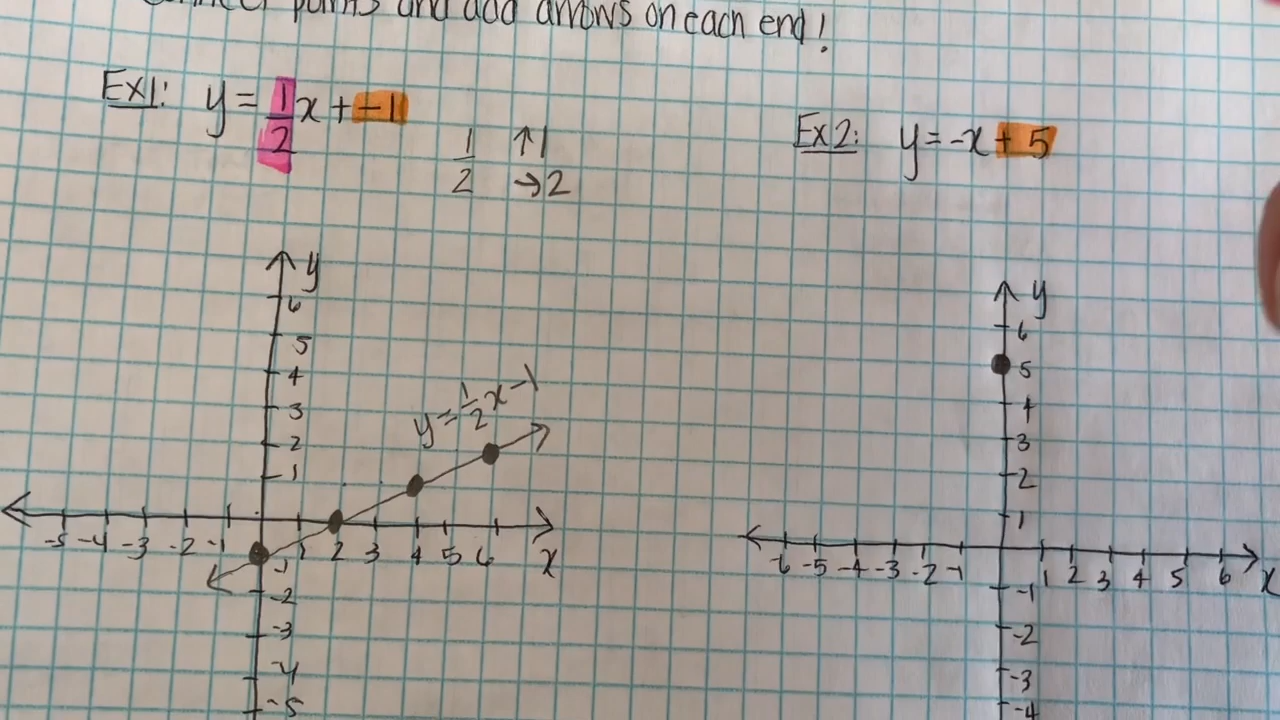 connect points and add arrows on each end!
Ex1: y = 1/2 x + -1
1/2 ↑1
→2
Ex2: y = -x + 5
y
6
5
4
3
2
1
y = 1/2 x - 1
-5 -4 -3 -2 -1 1 2 3 4 5 6 x
-1
-2
-3
-4
-5
y
6
5
4
3
2
1
-6 -5 -4 -3 -2 -1 1 2 3 4 5 6 x
-1
-2
-3
-4